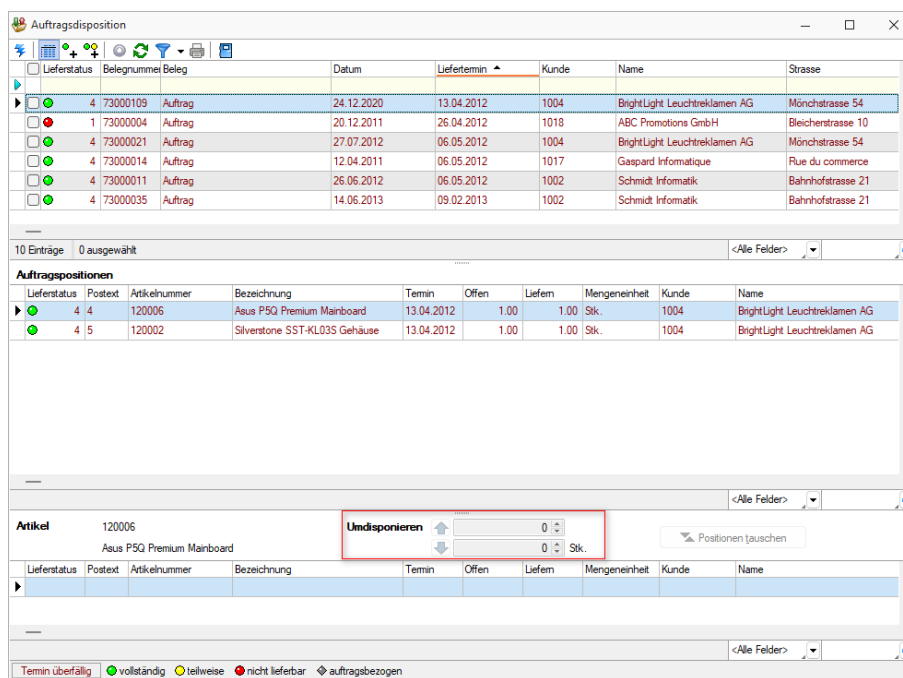 Auftragsdisposition
Lieferstatus Belegnummer Beleg Datum Liefertermin Kunde Name Strasse
4 73000109 Auftrag 24.12.2020 13.04.2012 1004 BrightLight Leuchtreklamen AG Mönchstrasse 54
1 73000004 Auftrag 20.12.2011 26.04.2012 1018 ABC Promotions GmbH Bleicherstrasse 10
4 73000021 Auftrag 27.07.2012 06.05.2012 1004 BrightLight Leuchtreklamen AG Mönchstrasse 54
4 73000014 Auftrag 12.04.2011 06.05.2012 1017 Gaspard Informatique Rue du commerce
4 73000011 Auftrag 26.06.2012 06.05.2012 1002 Schmidt Informatik Bahnhofstrasse 21
4 73000035 Auftrag 14.06.2013 09.02.2013 1002 Schmidt Informatik Bahnhofstrasse 21
10 Einträge 0 ausgewählt <Alle Felder>
Auftragspositionen
Lieferstatus Postext Artikelnummer Bezeichnung Termin Offen Liefern Mengeneinheit Kunde Name
4 4 120006 Asus P5Q Premium Mainboard 13.04.2012 1.00 1.00 Stk. 1004 BrightLight Leuchtreklamen AG
4 5 120002 Silverstone SST-KL03S Gehäuse 13.04.2012 1.00 1.00 Stk. 1004 BrightLight Leuchtreklamen AG
<Alle Felder>
Artikel 120006 Umdisponieren 0
Positionen tauschen
Asus P5Q Premium Mainboard 0 Stk.
Lieferstatus Postext Artikelnummer Bezeichnung Termin Offen Liefern Mengeneinheit Kunde Name
<Alle Felder>
Termin überfällig vollständig teilweise nicht lieferbar auftragsbezogen